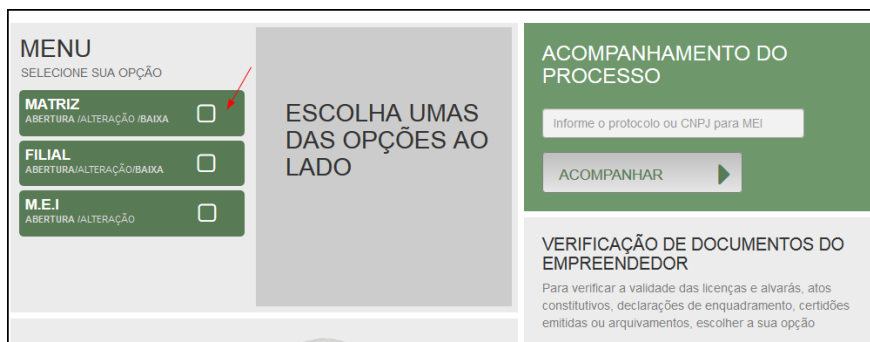 MENU
SELECIONE SUA OPÇÃO
MATRIZ
ABERTURA /ALTERAÇÃO /BAIXA
FILIAL
ABERTURA/ALTERAÇÃO/BAIXA
M.E.I
ABERTURA /ALTERAÇÃO
ESCOLHA UMAS
DAS OPÇÕES AO
LADO
ACOMPANHAMENTO DO
PROCESSO
Informe o protocolo ou CNPJ para MEI
ACOMPANHAR
VERIFICAÇÃO DE DOCUMENTOS DO
EMPREENDEDOR
Para verificar a validade das licenças e alvarás, atos
constitutivos, declarações de enquadramento, certidões
emitidas ou arquivamentos, escolher a sua opção